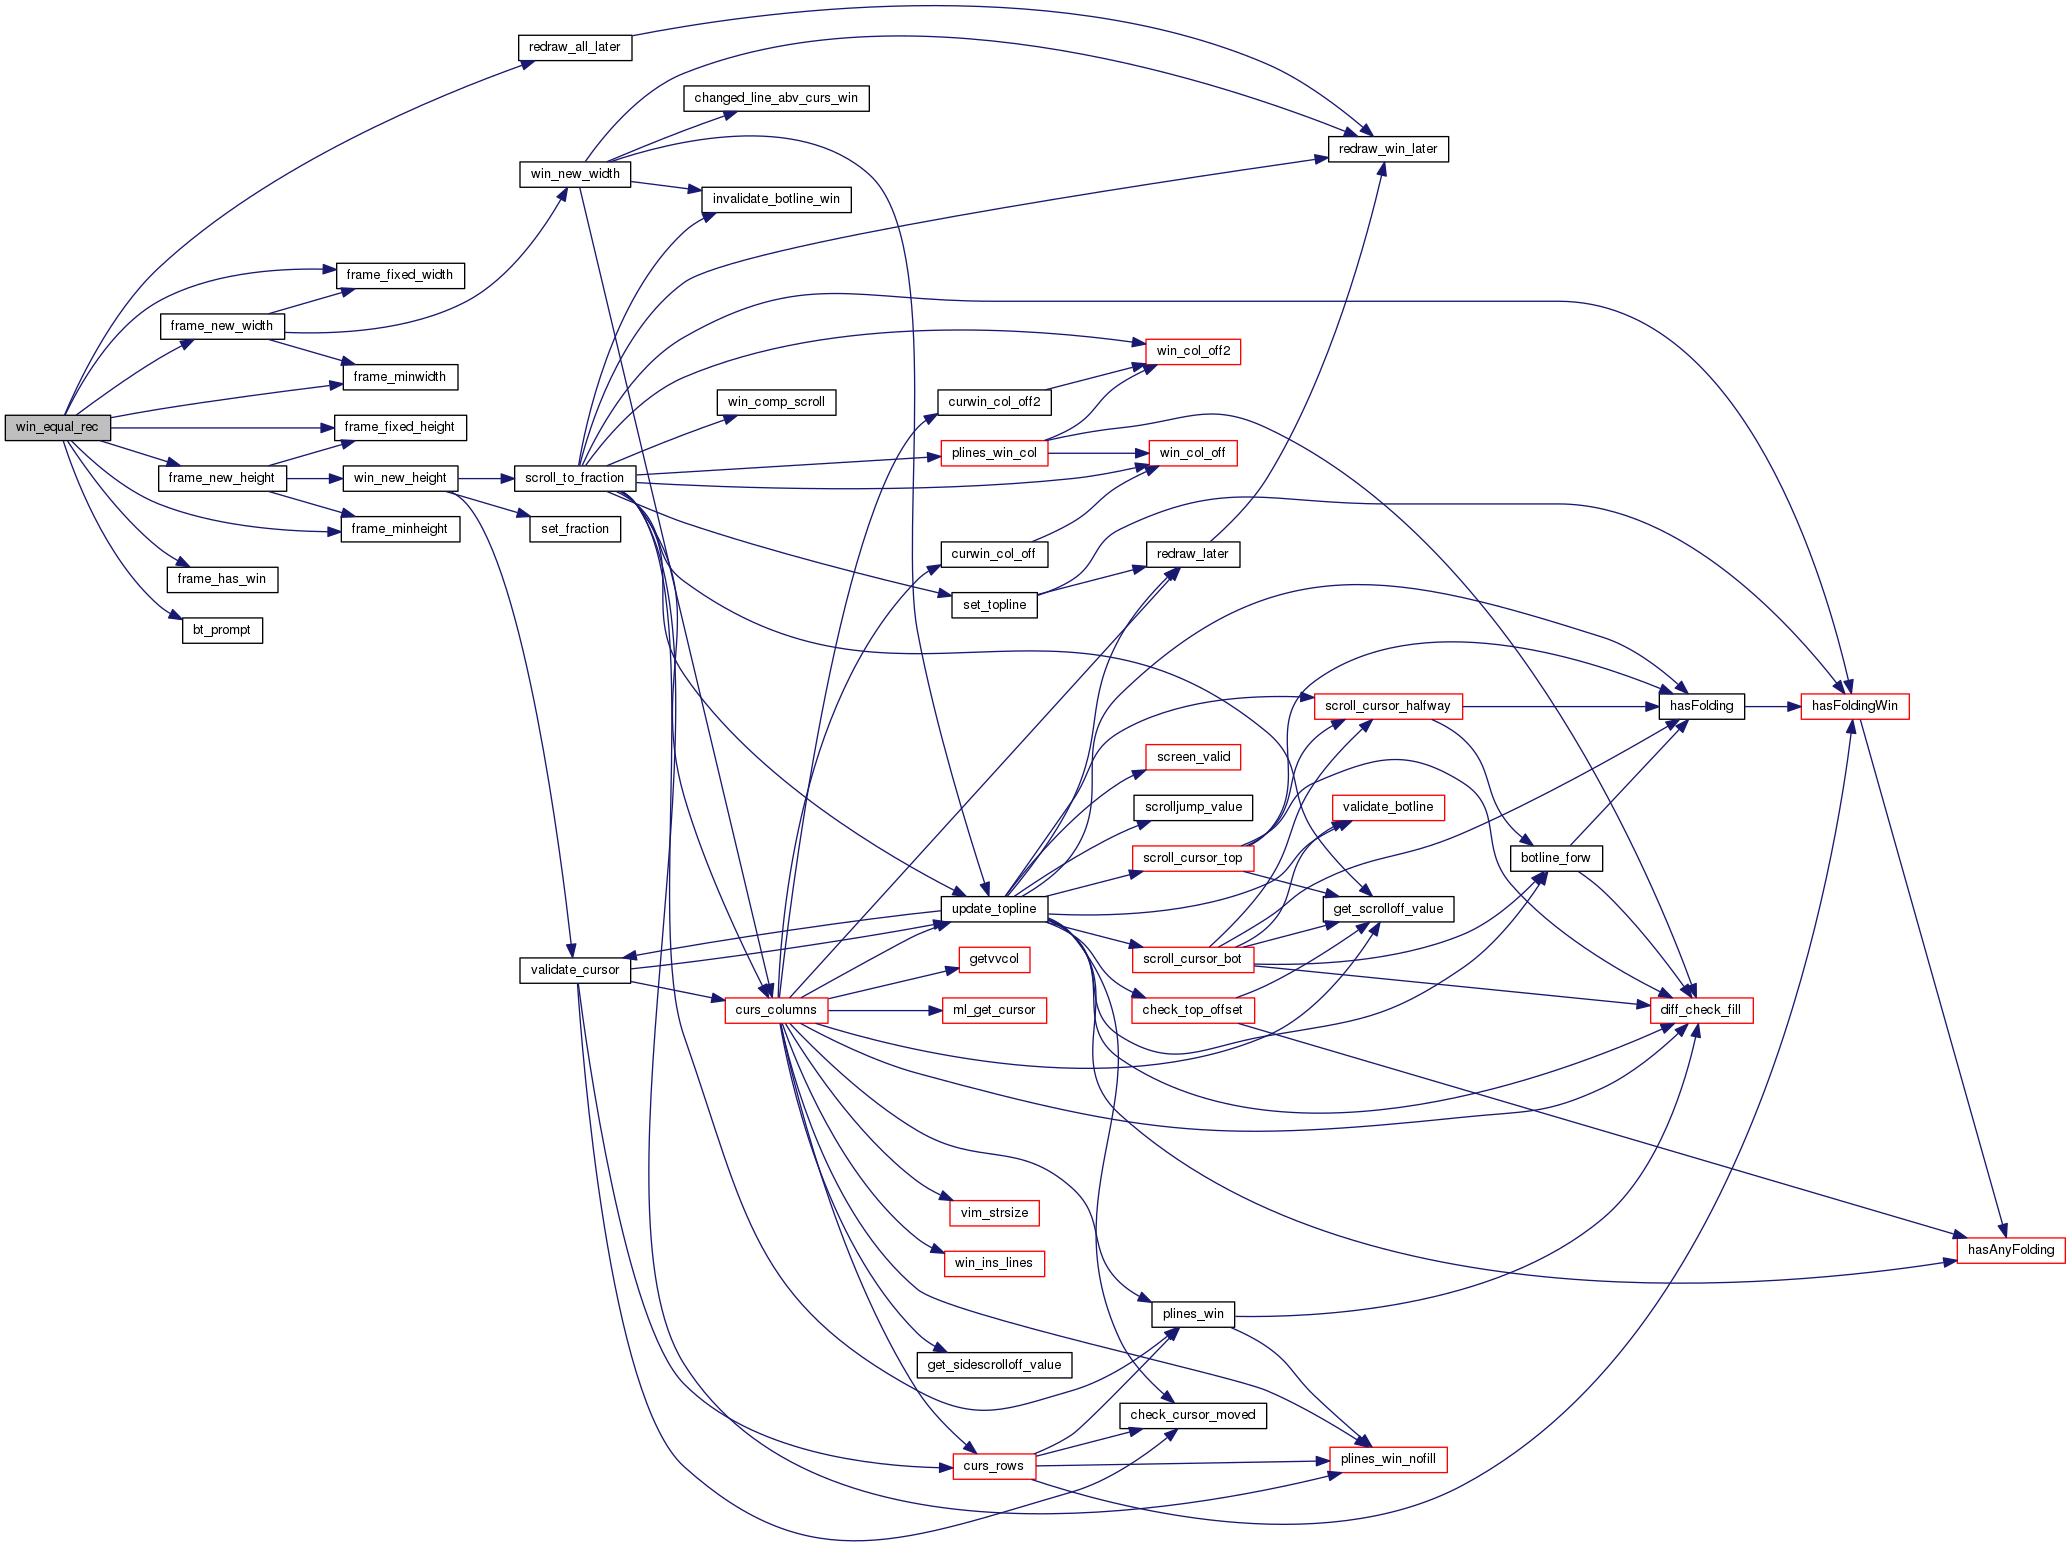 redraw_all_later
changed_line_abv_curs_win
redraw_win_later
win_new_width
invalidate_botline_win
frame_fixed_width
frame_new_width
win_col_off2
frame_minwidth
win_comp_scroll
curwin_col_off2
win_equal_rec
frame_fixed_height
plines_win_col
win_col_off
frame_new_height
win_new_height
scroll_to_fraction
frame_minheight
set_fraction
curwin_col_off
redraw_later
frame_has_win
set_topline
bt_prompt
scroll_cursor_halfway
hasFolding
hasFoldingWin
screen_valid
scrolljump_value
validate_botline
scroll_cursor_top
botline_forw
update_topline
get_scrolloff_value
validate_cursor
getvvcol
scroll_cursor_bot
curs_columns
ml_get_cursor
check_top_offset
diff_check_fill
vim_strsize
win_ins_lines
hasAnyFolding
plines_win
get_sidescrolloff_value
check_cursor_moved
curs_rows
plines_win_nofill